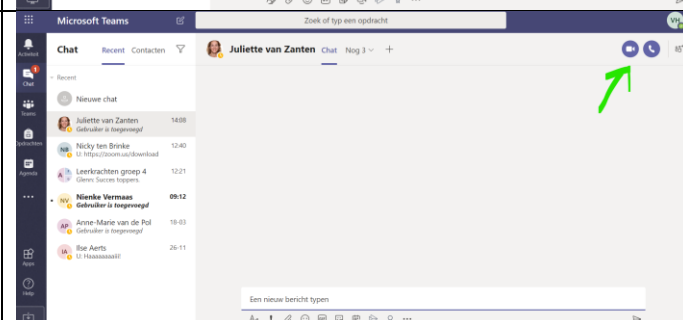 Microsoft Teams
Zoek of typ een opdracht
VH
Activiteit
Chat
Recent Contacten
Juliette van Zanten Chat Nog 3 +
1
Chat
Recent
Nieuwe chat
Teams
Juliette van Zanten 14:08
Gebruiker is toegevoegd
Opdrachten
NB Nicky ten Brinke 12:40
U: https://zoom.us/download
Agenda
Leerkrachten groep 4 12:21
Glenn: Succes toppers.
NV Nienke Vermaas 09:12
Gebruiker is toegevoegd
AP Anne-Marie van de Pol 18-03
Gebruiker is toegevoegd
IA Ilse Aerts 26-11
Apps
Help
Een nieuw bericht typen